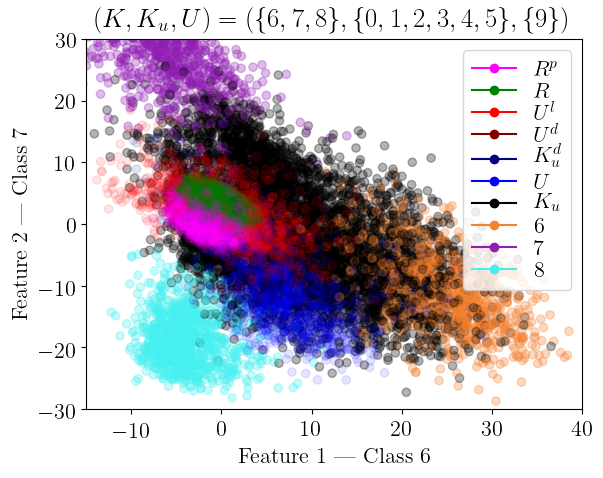 (K, K_u, U) = ({6, 7, 8}, {0, 1, 2, 3, 4, 5}, {9})
30
20
10
0
−10
−20
−30
Feature 2 — Class 7
R^p
R
U^l
U^d
K_u^d
U
K_u
6
7
8
−10
0
10
20
30
40
Feature 1 — Class 6